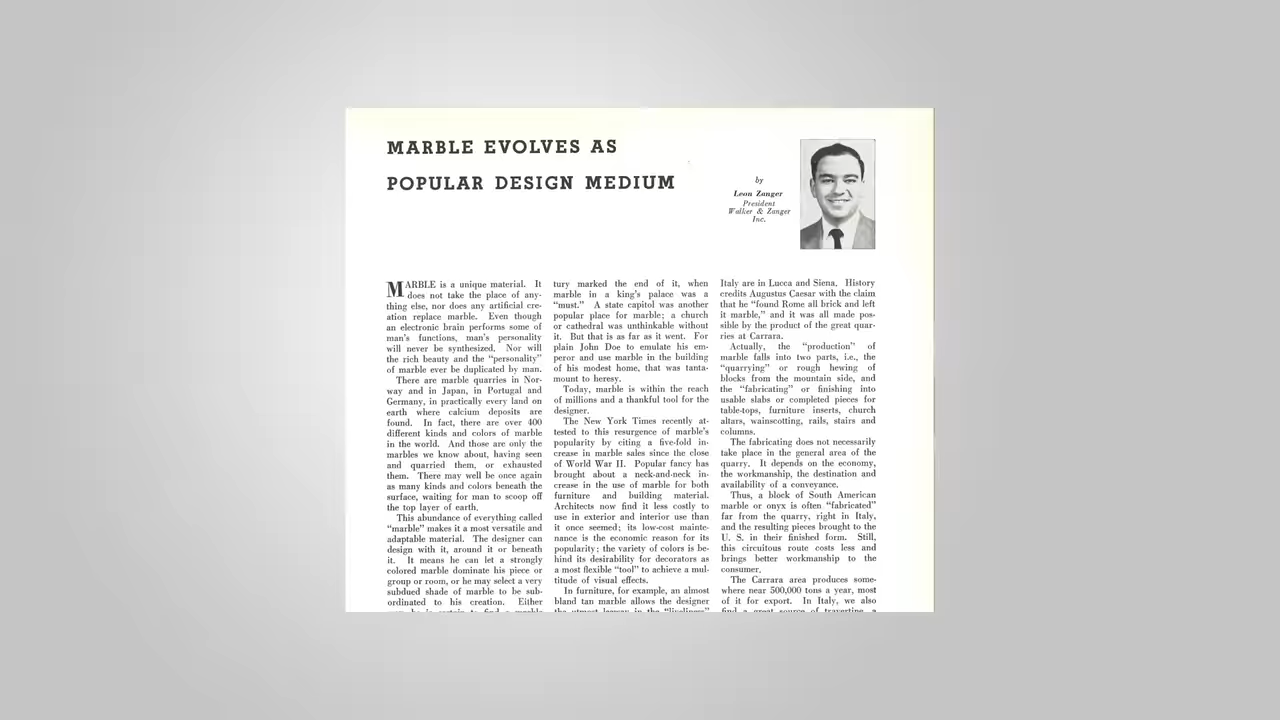 MARBLE EVOLVES AS
POPULAR DESIGN MEDIUM
by
Leon Zanger
President
Walker & Zanger
Inc.
MARBLE is a unique material. It
does not take the place of any-
thing else, nor does any artificial cre-
ation replace marble. Even though
an electronic brain performs some of
man's functions, man's personality
will never be synthesized. Nor will
the rich beauty and the "personality"
of marble ever be duplicated by man.
There are marble quarries in Nor-
way and in Japan, in Portugal and
Germany, in practically every land on
earth where calcium deposits are
found. In fact, there are over 400
different kinds and colors of marble
in the world. And those are only the
marbles we know about, having seen
and quarried them, or exhausted
them. There may well be once again
as many kinds and colors beneath the
surface, waiting for man to scoop off
the top layer of earth.
This abundance of everything called
"marble" makes it a most versatile and
adaptable material. The designer can
design with it, around it or beneath
it. It means he can let a strongly
colored marble dominate his piece or
group or room, or he may select a very
subdued shade of marble to be sub-
ordinated to his creation. Either
tury marked the end of it, when
marble in a king's palace was a
"must." A state capitol was another
popular place for marble; a church
or cathedral was unthinkable without
it. But that is as far as it went. For
plain John Doe to emulate his em-
peror and use marble in the building
of his modest home, that was tanta-
mount to heresy.
Today, marble is within the reach
of millions and a thankful tool for the
designer.
The New York Times recently at-
tested to this resurgence of marble's
popularity by citing a five-fold in-
crease in marble sales since the close
of World War II. Popular fancy has
brought about a neck-and-neck in-
crease in the use of marble for both
furniture and building material.
Architects now find it less costly to
use in exterior and interior use than
it once seemed; its low-cost mainte-
nance is the economic reason for its
popularity; the variety of colors is be-
hind its desirability for decorators as
a most flexible "tool" to achieve a mul-
titude of visual effects.
In furniture, for example, an almost
bland tan marble allows the designer
the utmost leeway in the "liveliness"
Italy are in Lucca and Siena. History
credits Augustus Caesar with the claim
that he "found Rome all brick and left
it marble," and it was all made pos-
sible by the product of the great quar-
ries at Carrara.
Actually, the "production" of
marble falls into two parts, i.e., the
"quarrying" or rough hewing of
blocks from the mountain side, and
the "fabricating" or finishing into
usable slabs or completed pieces for
table-tops, furniture inserts, church
altars, wainscotting, rails, stairs and
columns.
The fabricating does not necessarily
take place in the general area of the
quarry. It depends on the economy,
the workmanship, the destination and
availability of a conveyance.
Thus, a block of South American
marble or onyx is often "fabricated"
far from the quarry, right in Italy,
and the resulting pieces brought to the
U. S. in their finished form. Still,
this circuitous route costs less and
brings better workmanship to the
consumer.
The Carrara area produces some-
where near 500,000 tons a year, most
of it for export. In Italy, we also
find a great source of travertine, a